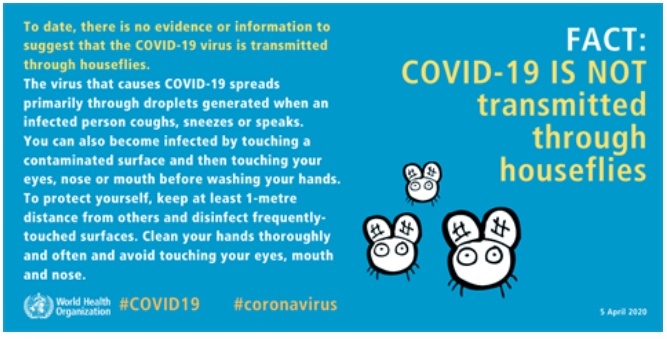 To date, there is no evidence or information to
suggest that the COVID-19 virus is transmitted
through houseflies.
The virus that causes COVID-19 spreads
primarily through droplets generated when an
infected person coughs, sneezes or speaks.
You can also become infected by touching a
contaminated surface and then touching your
eyes, nose or mouth before washing your hands.
To protect yourself, keep at least 1-metre
distance from others and disinfect frequently-
touched surfaces. Clean your hands thoroughly
and often and avoid touching your eyes, mouth
and nose.
World Health
Organization
#COVID19 #coronavirus
FACT:
COVID-19 IS NOT
transmitted
through
houseflies
5 April 2020